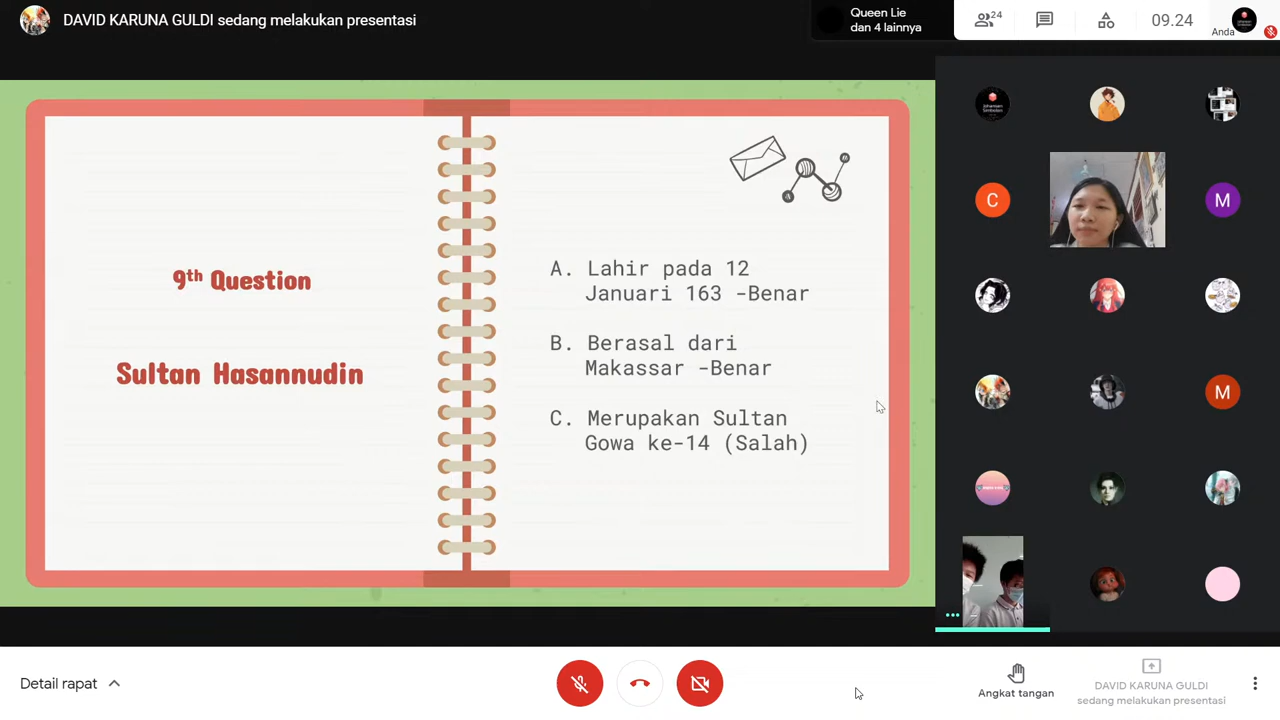 DAVID KARUNA GULDI sedang melakukan presentasi
Queen Lie
dan 4 lainnya
24
09.24
Anda
9th Question
Sultan Hasannudin
A. Lahir pada 12
Januari 163 -Benar
B. Berasal dari
Makassar -Benar
C. Merupakan Sultan
Gowa ke-14 (Salah)
C
M
M
Detail rapat
Angkat tangan
DAVID KARUNA GULDI
sedang melakukan presentasi